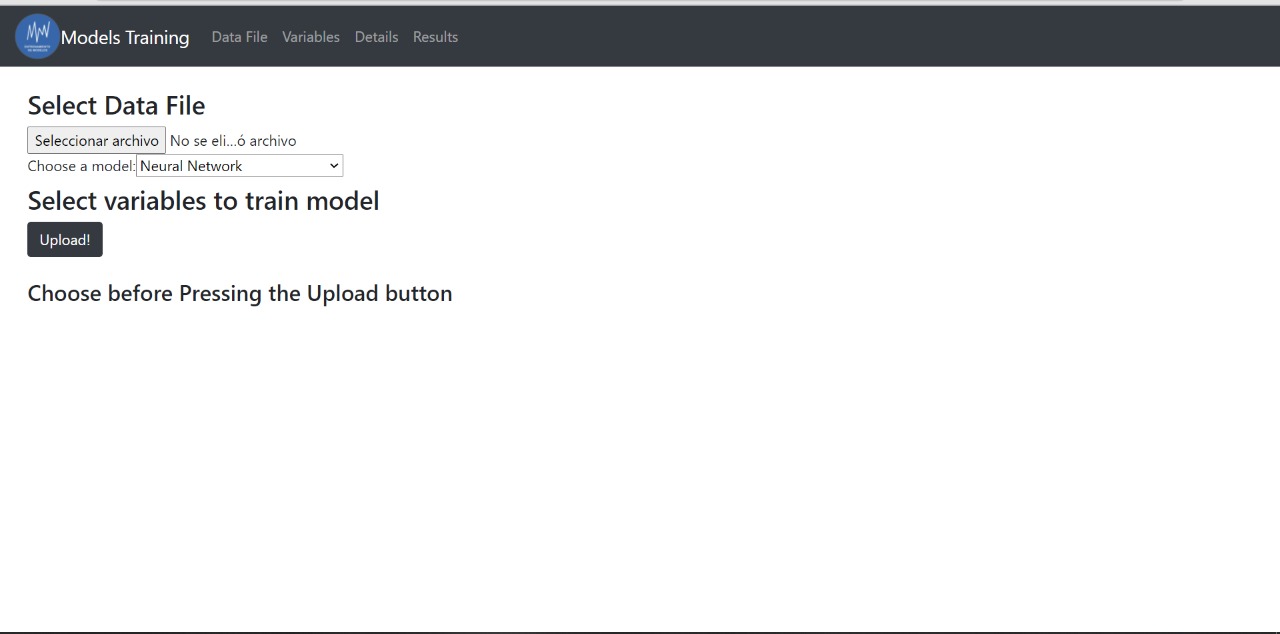 Models Training Data File Variables Details Results
Select Data File
Seleccionar archivo No se eli...ó archivo
Choose a model: Neural Network
Select variables to train model
Upload!
Choose before Pressing the Upload button